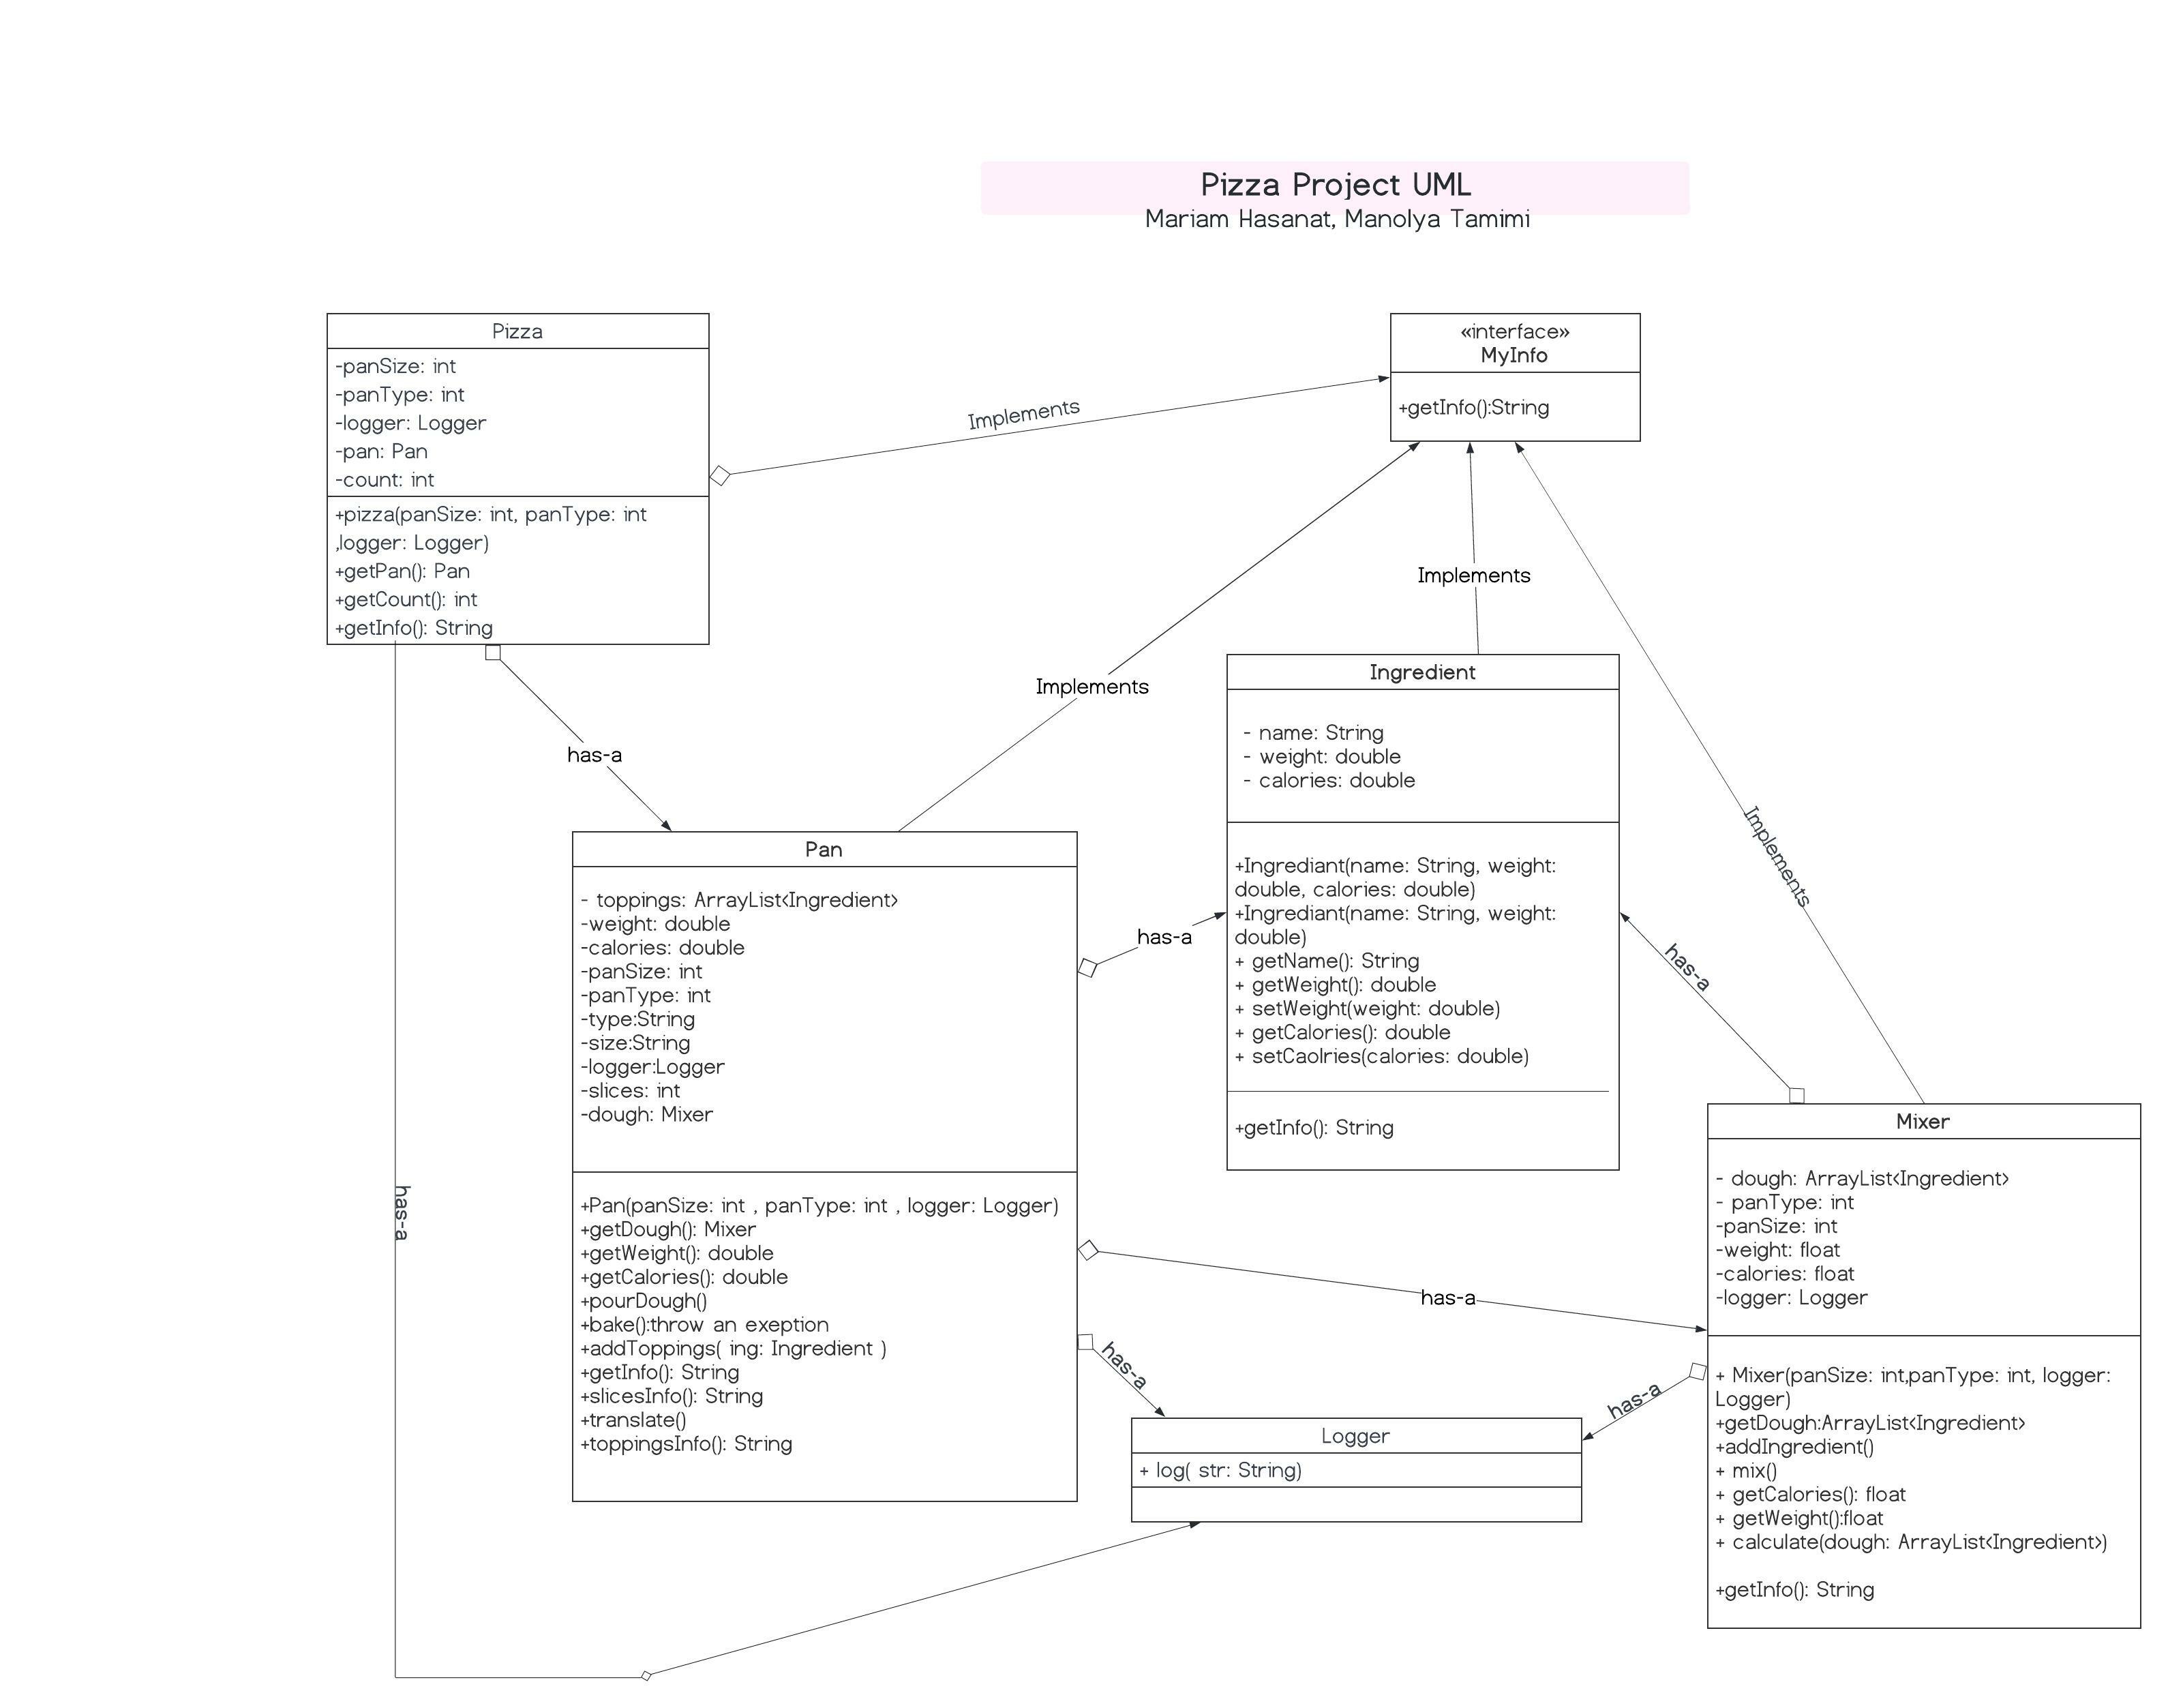 Pizza Project UML
Mariam Hasanat, Manolya Tamimi
Pizza
-panSize: int
-panType: int
-logger: Logger
-pan: Pan
-count: int
+pizza(panSize: int, panType: int
,logger: Logger)
+getPan(): Pan
+getCount(): int
+getInfo(): String
«interface»
MyInfo
+getInfo():String
Implements
Implements
Implements
Implements
has-a
has-a
Ingredient
- name: String
- weight: double
- calories: double
+Ingrediant(name: String, weight:
double, calories: double)
+Ingrediant(name: String, weight:
double)
+ getName(): String
+ getWeight(): double
+ setWeight(weight: double)
+ getCalories(): double
+ setCaolries(calories: double)
+getInfo(): String
Pan
- toppings: ArrayList<Ingredient>
-weight: double
-calories: double
-panSize: int
-panType: int
-type:String
-size:String
-logger:Logger
-slices: int
-dough: Mixer
+Pan(panSize: int , panType: int , logger: Logger)
+getDough(): Mixer
+getWeight(): double
+getCalories(): double
+pourDough()
+bake():throw an exeption
+addToppings( ing: Ingredient )
+getInfo(): String
+slicesInfo(): String
+translate()
+toppingsInfo(): String
has-a
has-a
has-a
has-a
has-a
Mixer
- dough: ArrayList<Ingredient>
- panType: int
-panSize: int
-weight: float
-calories: float
-logger: Logger
+ Mixer(panSize: int,panType: int, logger:
Logger)
+getDough:ArrayList<Ingredient>
+addIngredient()
+ mix()
+ getCalories(): float
+ getWeight():float
+ calculate(dough: ArrayList<Ingredient>)
+getInfo(): String
Logger
+ log( str: String)